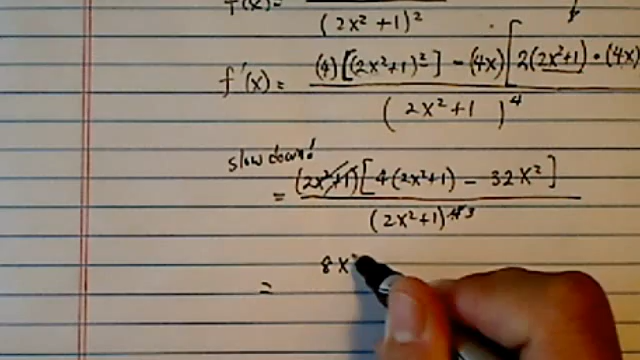 f(x) =
(2x² + 1)²
f'(x) = (4)[(2x²+1)²] - (4x)[2(2x²+1) • (4x)
(2x²+1)⁴
slow down!
= (2x²+1)[4(2x²+1) - 32x²]
(2x²+1)⁴ ³
= 8x